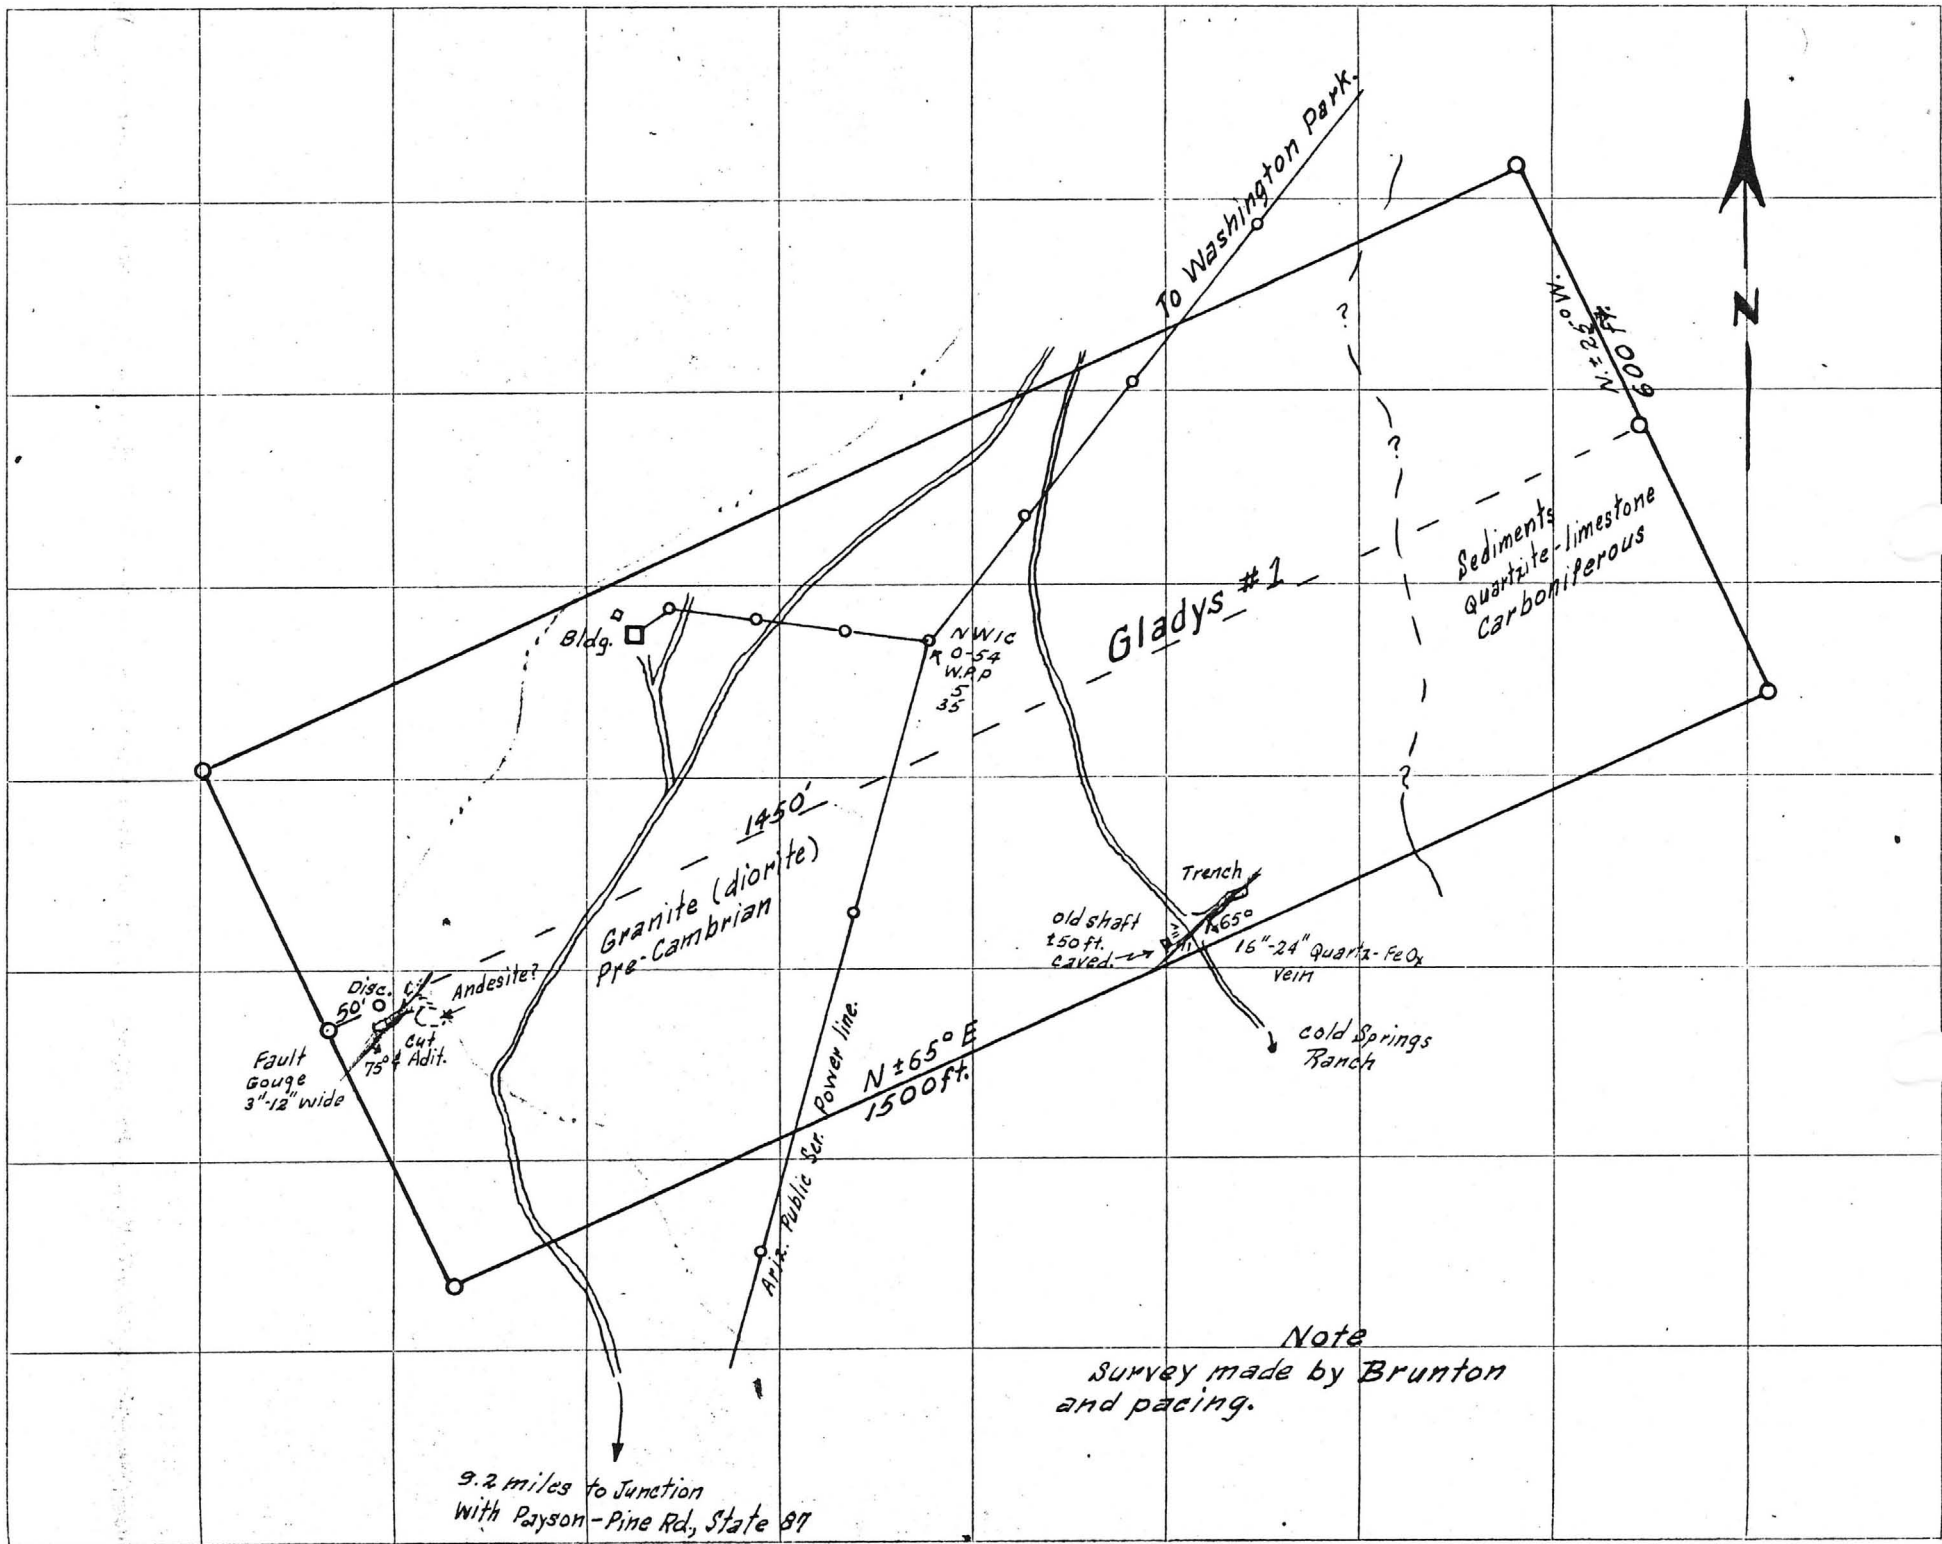 To Washington Park.
N
N. ± 25° W.
600 ft.
Sediments
Quartzite-limestone
Carboniferous
?
?
?
Gladys #1
Bldg.
0-54
W.P.P
5
35
1450'
Granite (diorite)
Pre-Cambrian
Trench
65°
old shaft
±50 ft.
caved.
16"-24" Quartz-FeOx
vein
Cold Springs
Ranch
Disc.
50'
Andesite?
Cut
& Adit.
75°
Fault
Gouge
3"-12" wide
N ±65° E
1500ft.
Ariz. Public Ser. Power line.
Note
Survey made by Brunton
and pacing.
9.2 miles to Junction
with Payson-Pine Rd., State 87